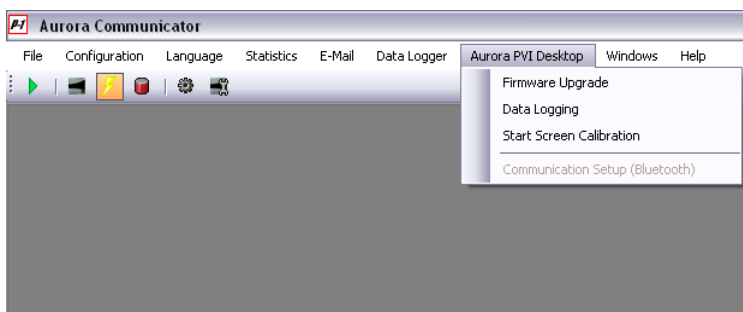 Aurora Communicator
File Configuration Language Statistics E-Mail Data Logger Aurora PVI Desktop Windows Help
Firmware Upgrade
Data Logging
Start Screen Calibration
Communication Setup (Bluetooth)